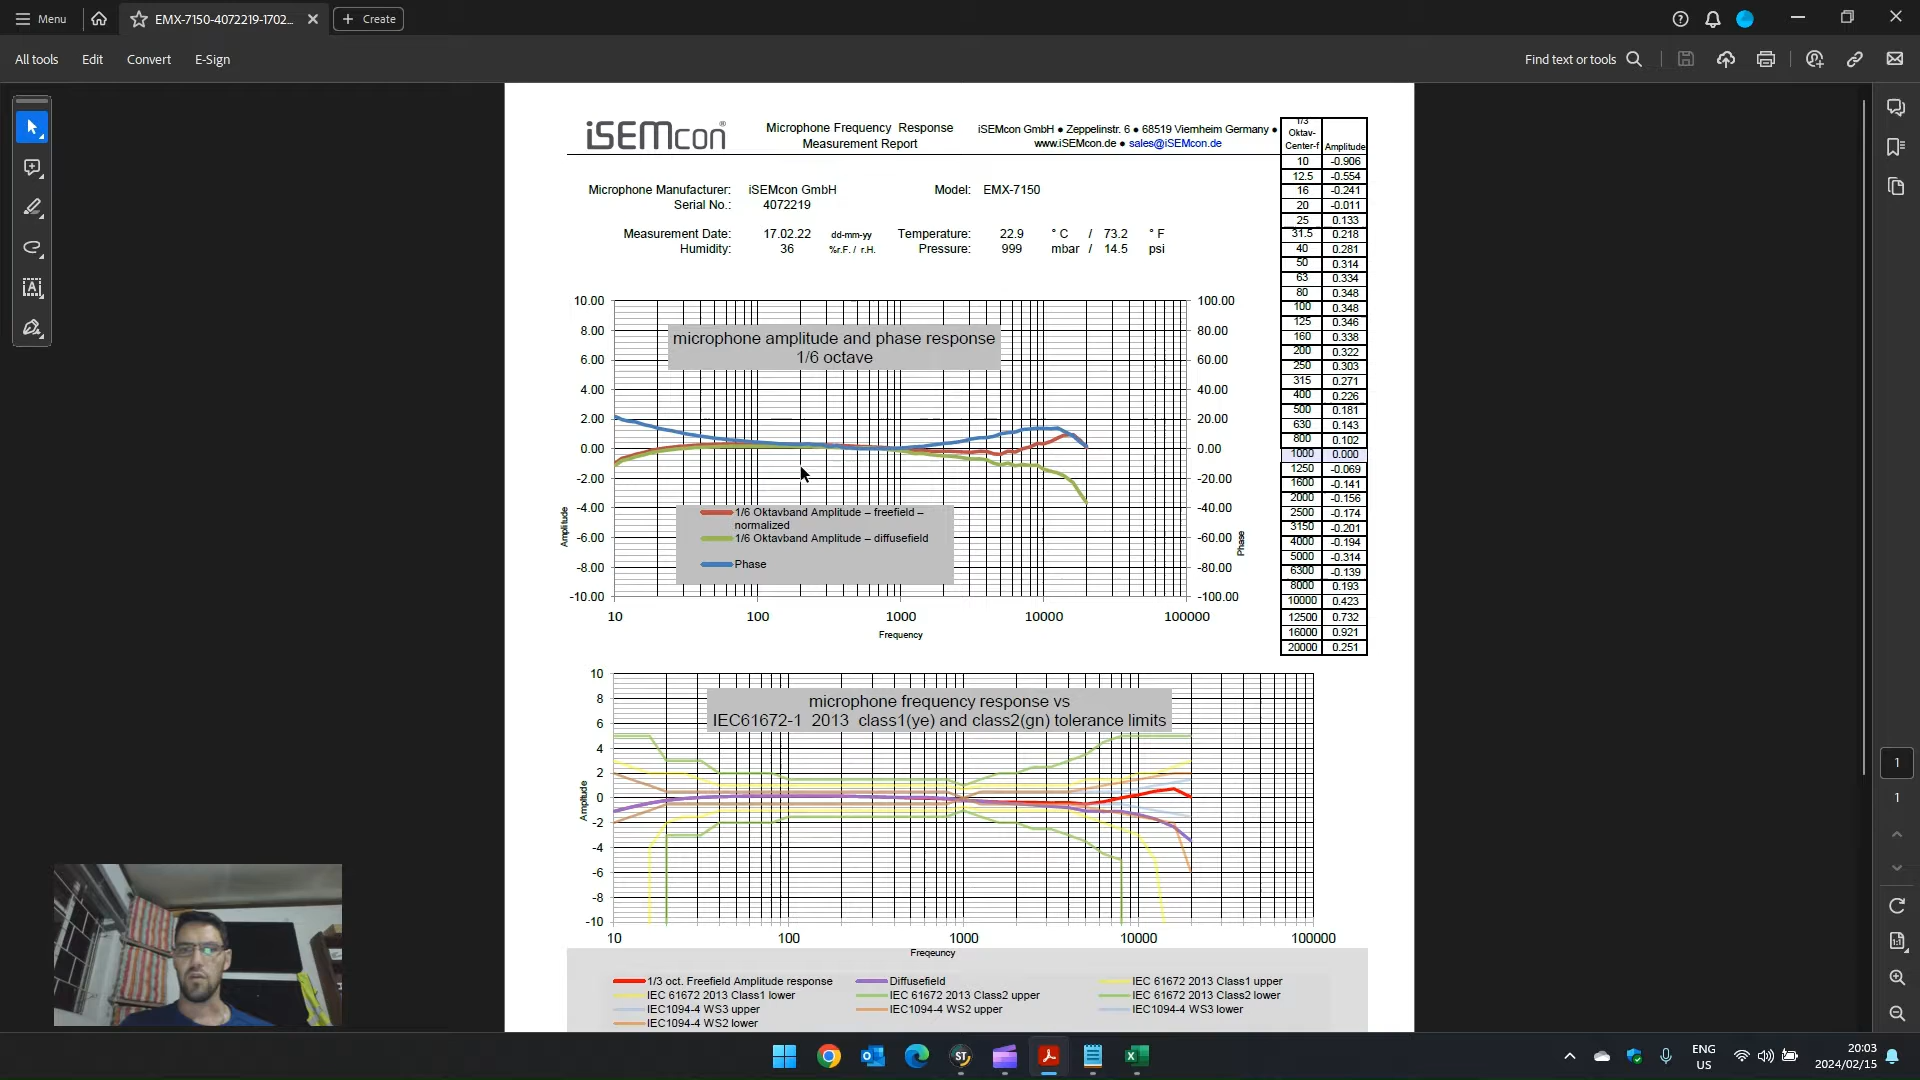 Menu
EMX-7150-4072219-1702...
Create
All tools
Edit
Convert
E-Sign
Find text or tools
iSEMcon®
Microphone Frequency Response
Measurement Report
iSEMcon GmbH ● Zeppelinstr. 6 ● 68519 Viernheim Germany ●
www.iSEMcon.de ● sales@iSEMcon.de
Microphone Manufacturer: iSEMcon GmbH Model: EMX-7150
Serial No.: 4072219
Measurement Date: 17.02.22 dd-mm-yy Temperature: 22.9 ° C / 73.2 ° F
Humidity: 36 %r.F. / r.H. Pressure: 999 mbar / 14.5 psi
1/3
Oktav-
Center-f Amplitude
10 -0.906
12.5 -0.554
16 -0.241
20 -0.011
25 0.133
31.5 0.218
40 0.281
50 0.314
63 0.334
80 0.348
100 0.348
125 0.346
160 0.338
200 0.322
250 0.303
315 0.271
400 0.226
500 0.181
630 0.143
800 0.102
1000 0.000
1250 -0.069
1600 -0.141
2000 -0.156
2500 -0.174
3150 -0.201
4000 -0.194
5000 -0.314
6300 -0.139
8000 0.193
10000 0.423
12500 0.732
16000 0.921
20000 0.251
microphone amplitude and phase response
1/6 octave
10.00 100.00
8.00 80.00
6.00 60.00
4.00 40.00
2.00 20.00
0.00 0.00
-2.00 -20.00
-4.00 -40.00
-6.00 -60.00
-8.00 -80.00
-10.00 -100.00
Amplitude
Phase
1/6 Oktavband Amplitude – freefield –
normalized
1/6 Oktavband Amplitude – diffusefield
Phase
10 100 1000 10000 100000
Frequency
microphone frequency response vs
IEC61672-1 2013 class1(ye) and class2(gn) tolerance limits
10
8
6
4
2
0
-2
-4
-6
-8
-10
Amplitude
10 100 1000 10000 100000
Freqeuncy
1/3 oct. Freefield Amplitude response
Diffusefield
IEC 61672 2013 Class1 upper
IEC 61672 2013 Class1 lower
IEC 61672 2013 Class2 upper
IEC 61672 2013 Class2 lower
IEC1094-4 WS3 upper
IEC1094-4 WS2 upper
IEC1094-4 WS3 lower
IEC1094-4 WS2 lower
1
1
1:1
ST
ENG
US
20:03
2024/02/15